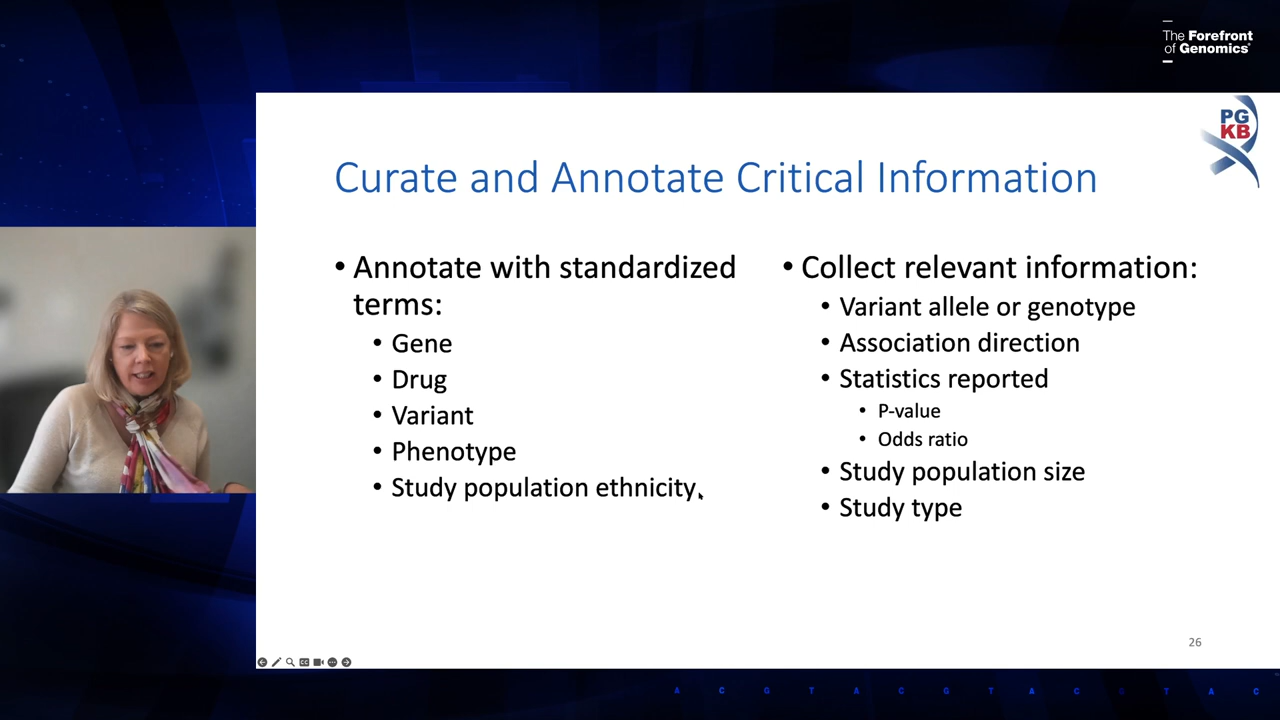 The Forefront
of Genomics®
PG
KB
Curate and Annotate Critical Information
• Annotate with standardized
terms:
• Gene
• Drug
• Variant
• Phenotype
• Study population ethnicity
• Collect relevant information:
• Variant allele or genotype
• Association direction
• Statistics reported
• P-value
• Odds ratio
• Study population size
• Study type
26
A C G T A C G T A C G T A C